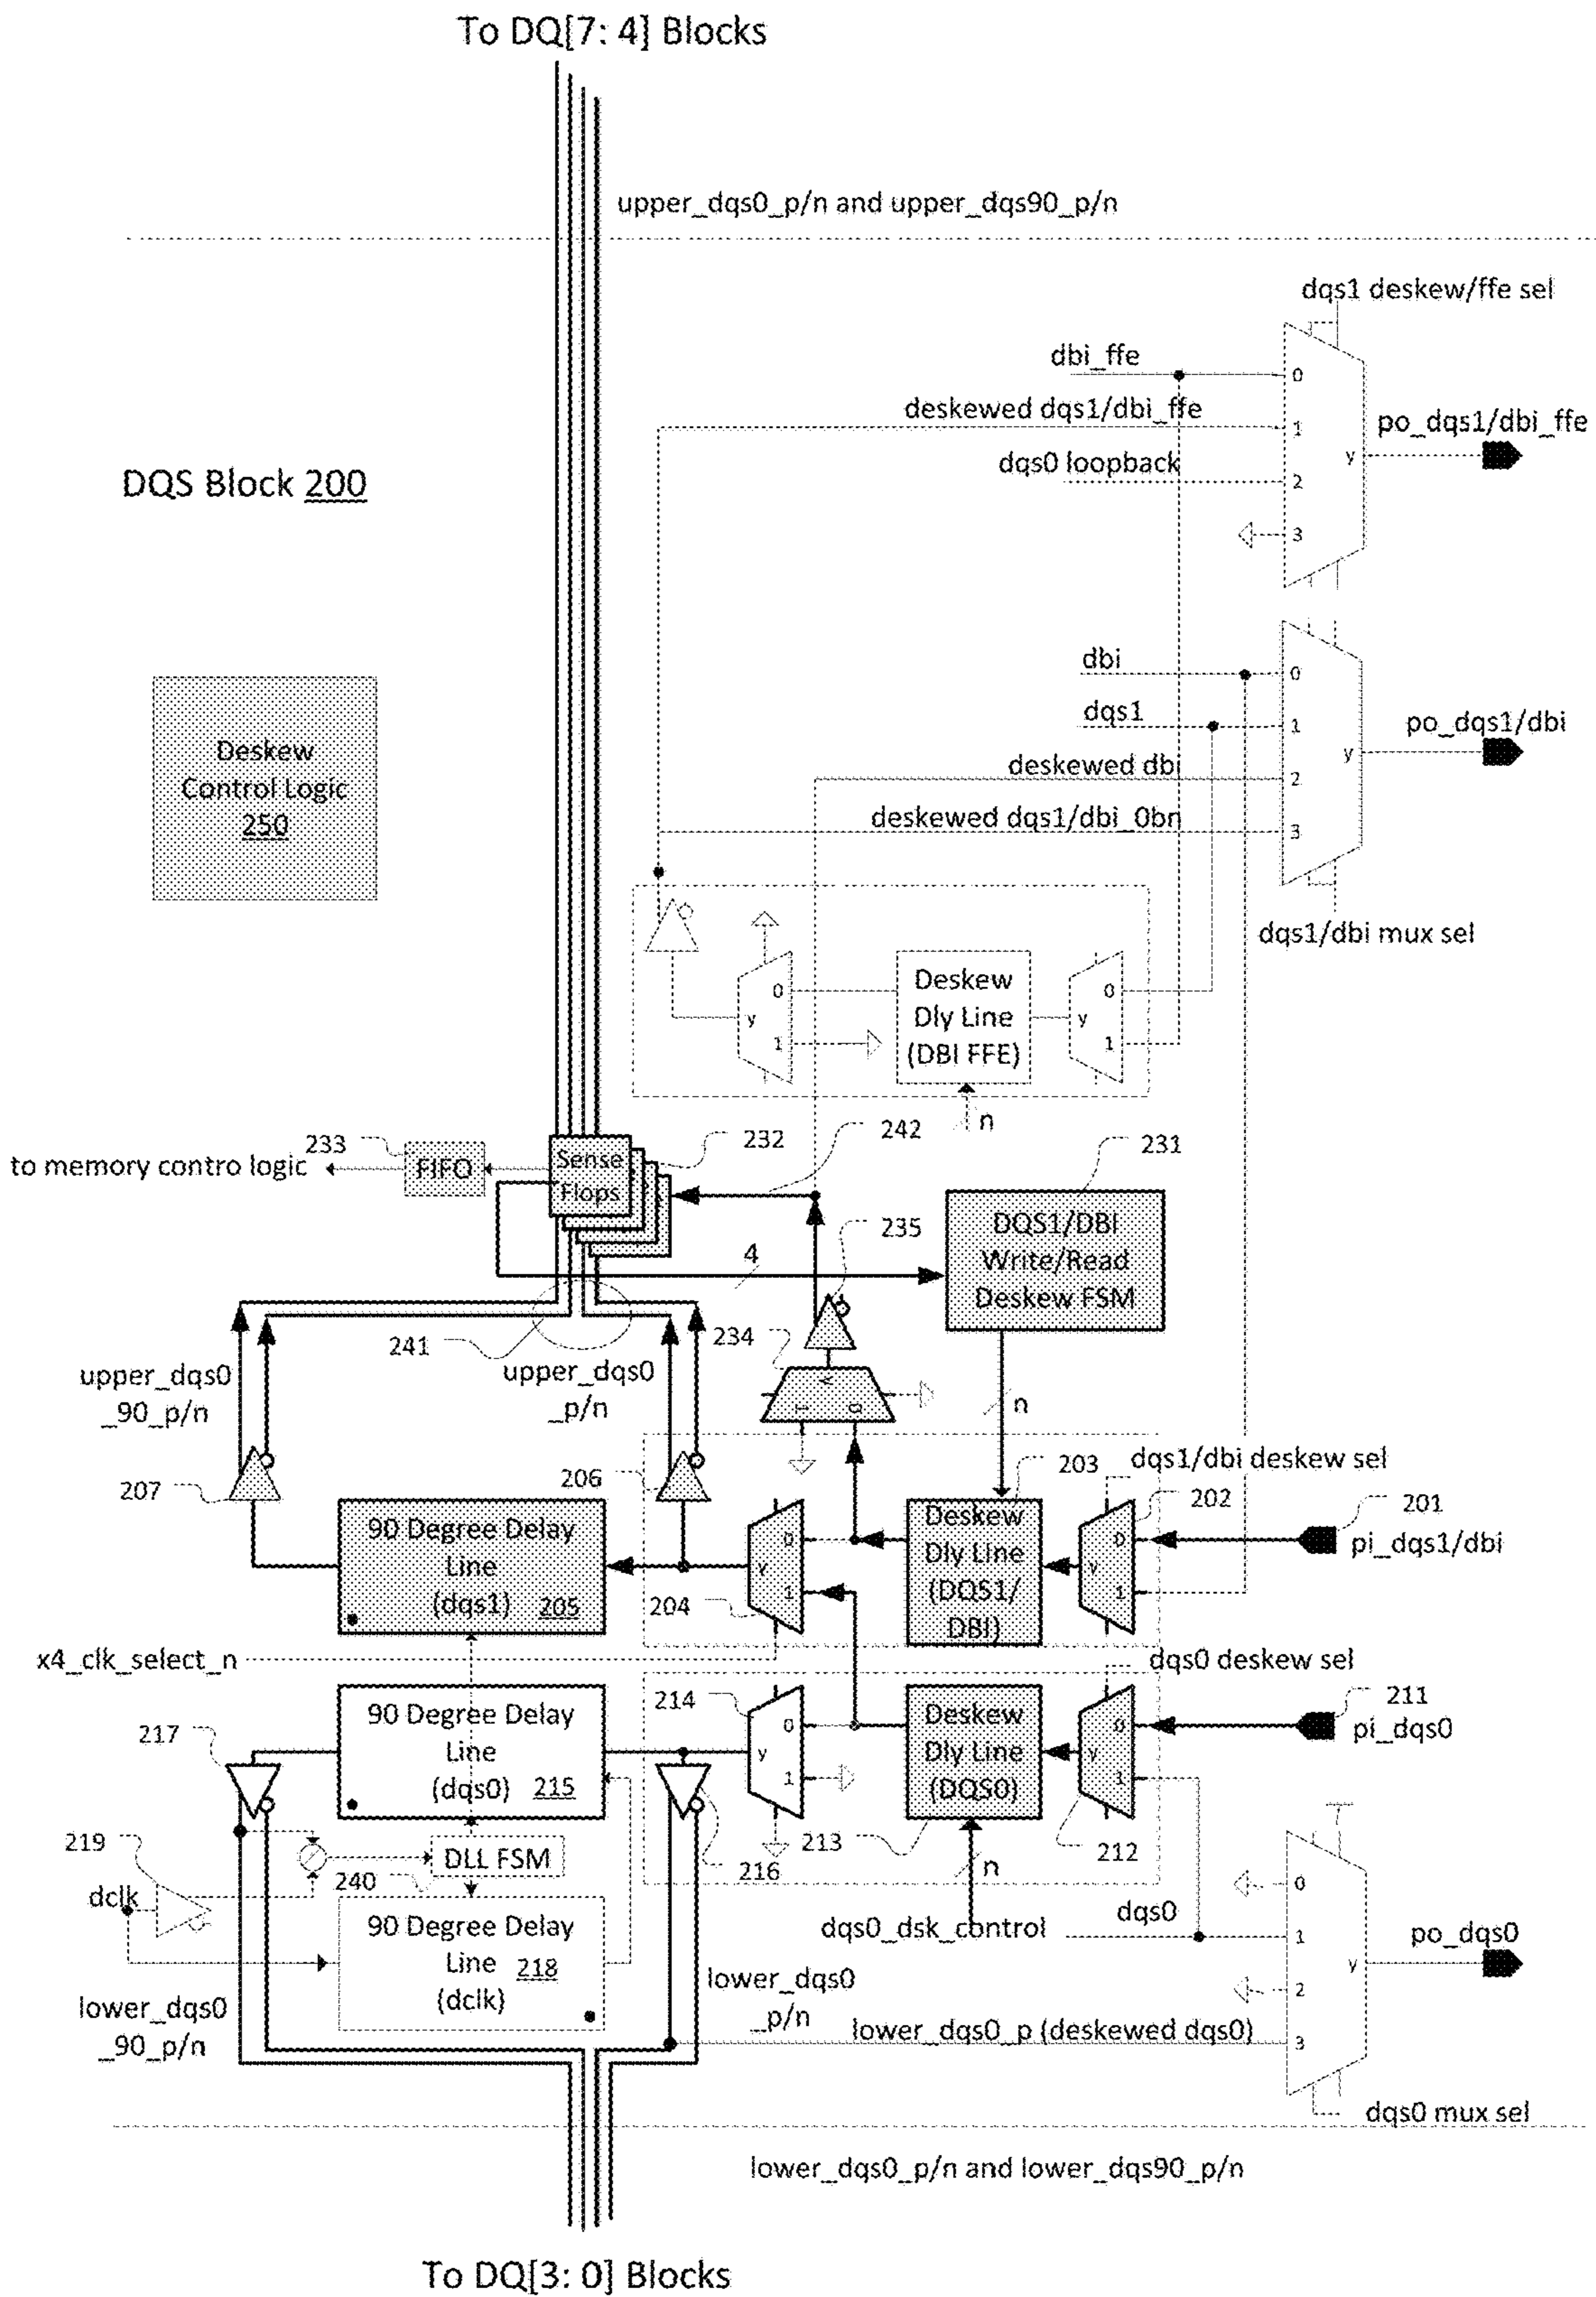 To DQ[7: 4] Blocks
upper_dqs0_p/n and upper_dqs90_p/n
dqs1 deskew/ffe sel
dbi_ffe
0
deskewed dqs1/dbi_ffe
1
po_dqs1/dbi_ffe
y
dqs0 loopback
2
DQS Block 200
3
dbi
0
dqs1
1
po_dqs1/dbi
y
Deskew
Control Logic
250
deskewed dbi
2
deskewed dqs1/dbi_0bn
3
dqs1/dbi mux sel
0
y
1
Deskew
Dly Line
(DBI FFE)
0
y
1
n
233
232
242
231
to memory contro logic
FIFO
Sense
Flops
235
DQS1/DBI
Write/Read
Deskew FSM
4
241
234
upper_dqs0
_90_p/n
upper_dqs0
_p/n
y
1
0
n
207
206
203
dqs1/dbi deskew sel
202
201
90 Degree Delay
Line
(dqs1) 205
0
y
1
204
Deskew
Dly Line
(DQS1/
DBI)
0
y
1
pi_dqs1/dbi
x4_clk_select_n
dqs0 deskew sel
217
90 Degree Delay
Line
(dqs0) 215
214
0
y
1
Deskew
Dly Line
(DQS0)
0
y
1
211
pi_dqs0
219
240
DLL FSM
216
213
n
212
dclk
90 Degree Delay
Line 218
(dclk)
dqs0_dsk_control
dqs0
0
1
po_dqs0
y
2
lower_dqs0
_90_p/n
lower_dqs0
_p/n
lower_dqs0_p (deskewed dqs0)
3
dqs0 mux sel
lower_dqs0_p/n and lower_dqs90_p/n
To DQ[3: 0] Blocks